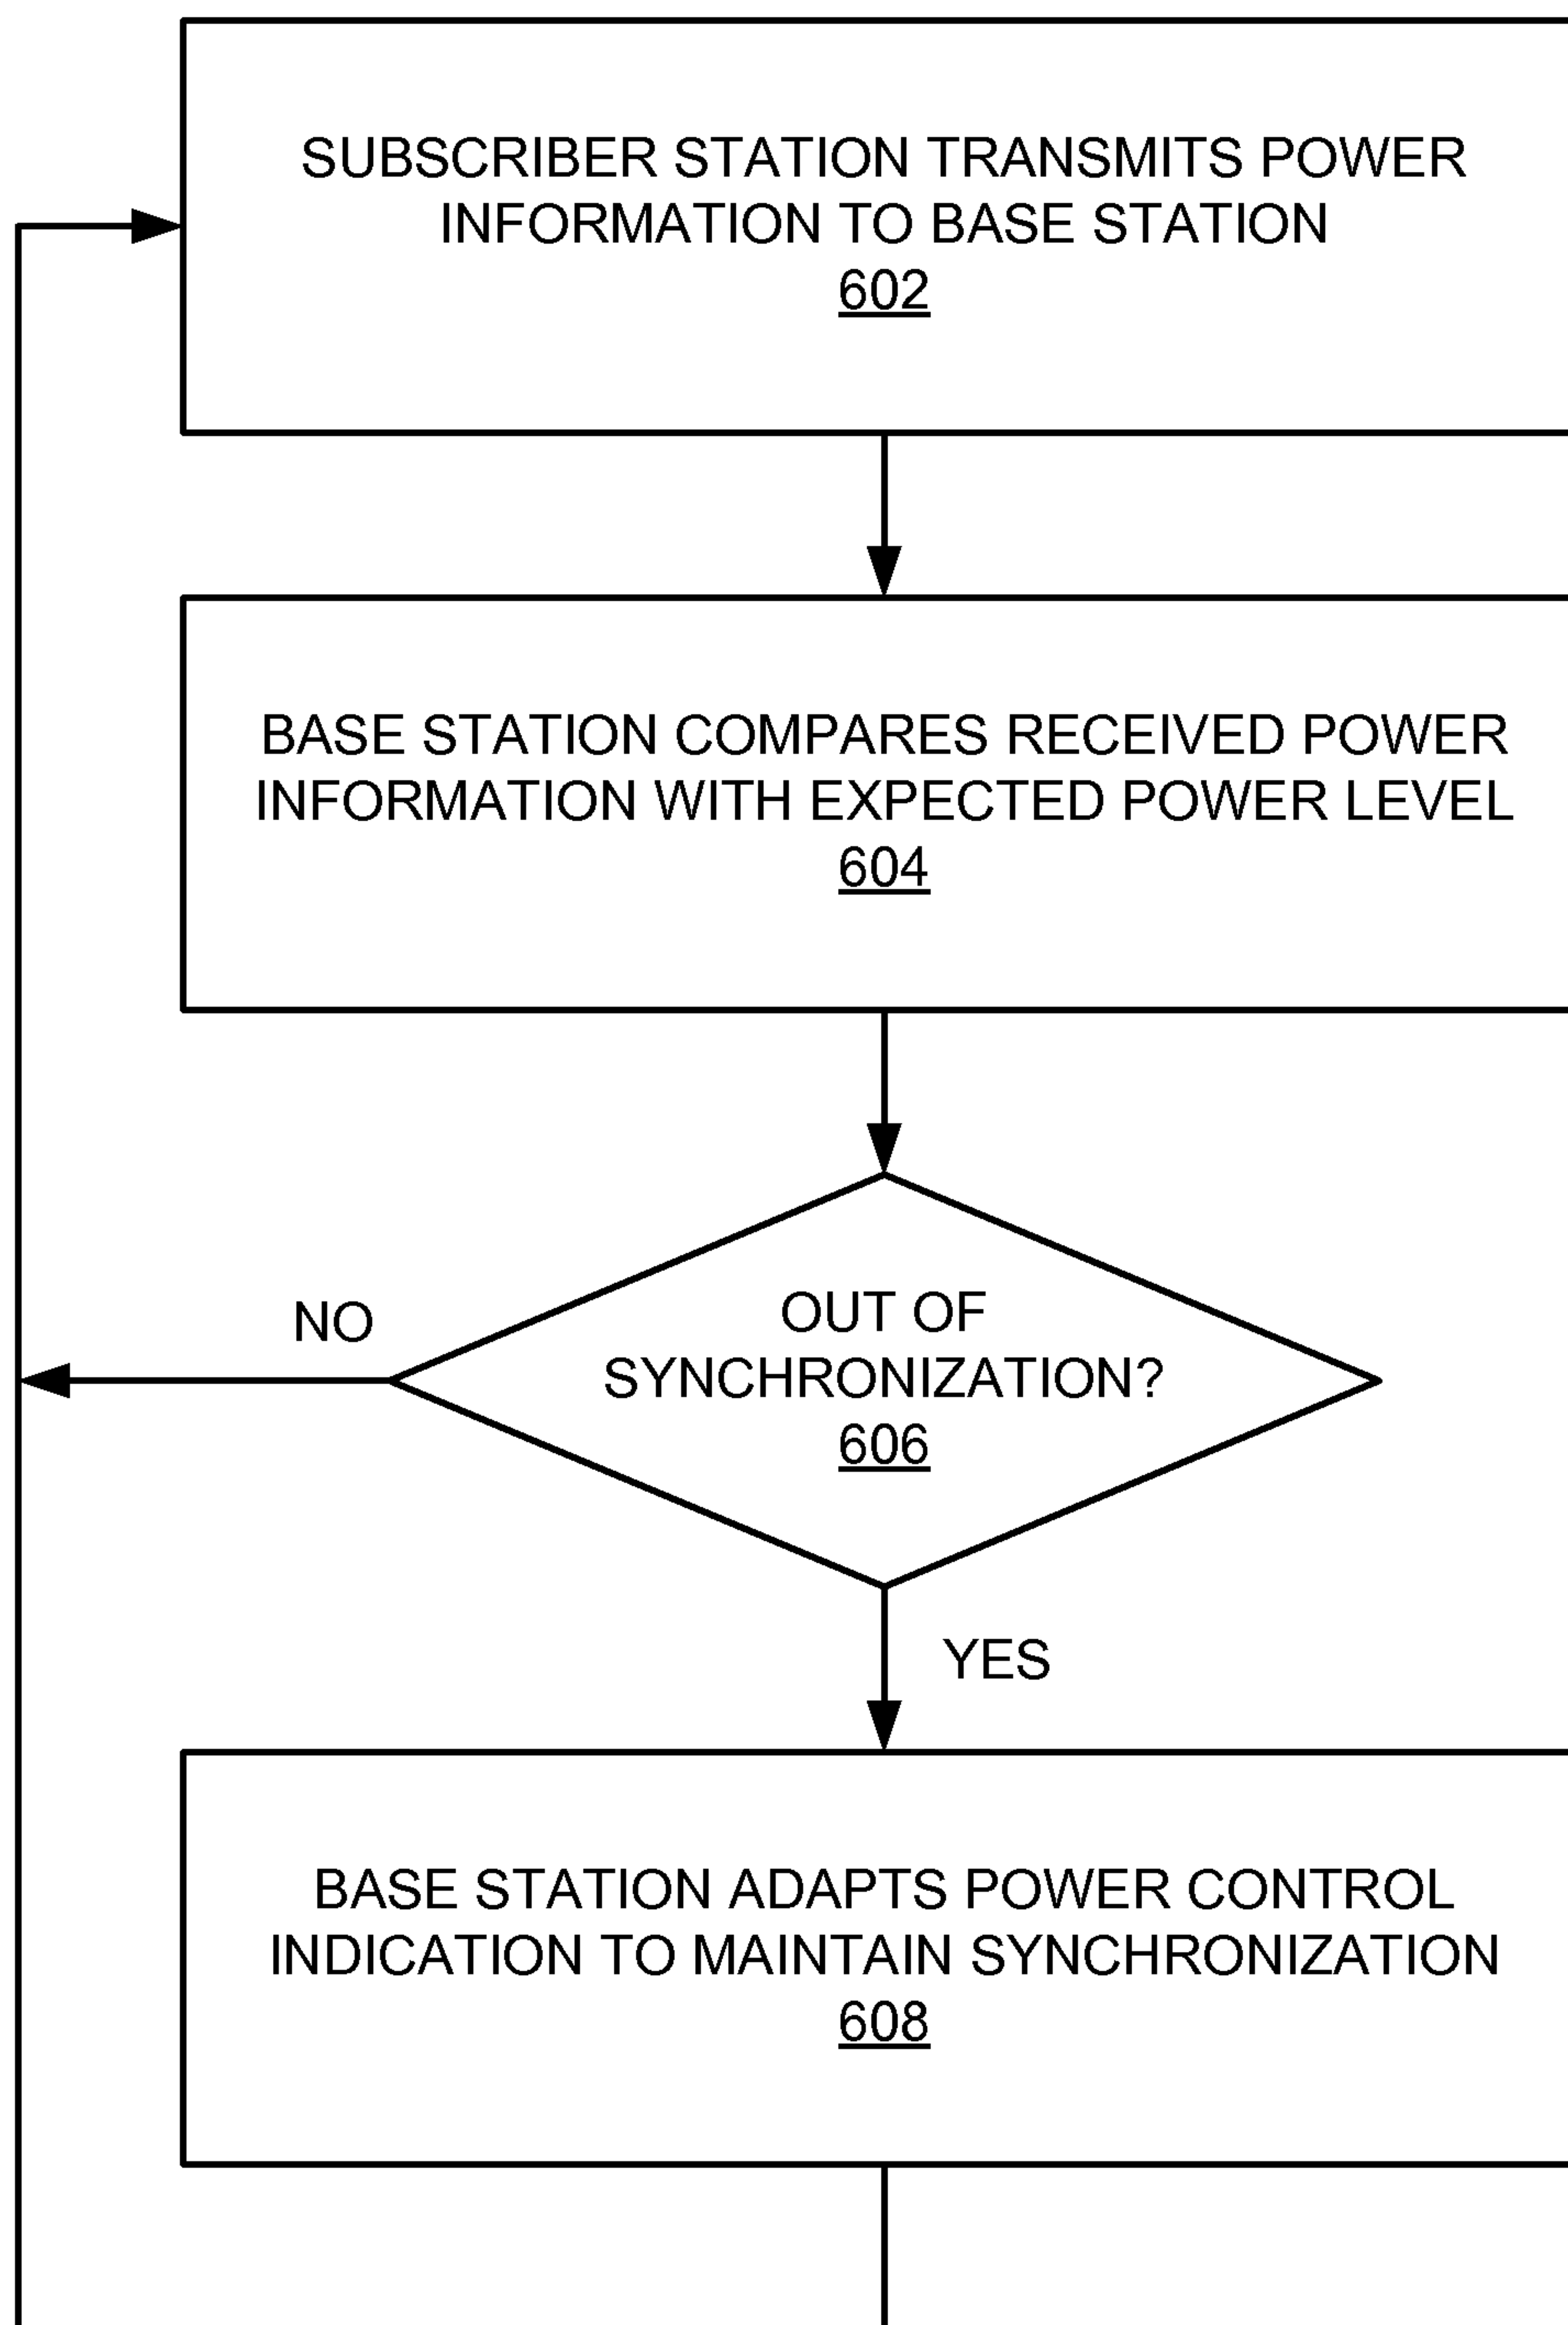 SUBSCRIBER STATION TRANSMITS POWER
INFORMATION TO BASE STATION
602
BASE STATION COMPARES RECEIVED POWER
INFORMATION WITH EXPECTED POWER LEVEL
604
OUT OF
SYNCHRONIZATION?
606
NO
YES
BASE STATION ADAPTS POWER CONTROL
INDICATION TO MAINTAIN SYNCHRONIZATION
608